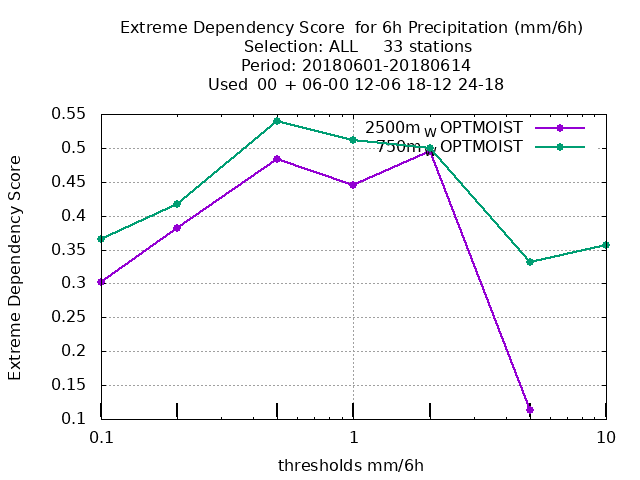 Extreme Dependency Score for 6h Precipitation (mm/6h)
Selection: ALL 33 stations
Period: 20180601-20180614
Used 00 + 06-00 12-06 18-12 24-18
2500m W OPTMOIST
750m W OPTMOIST
Extreme Dependency Score
0.55
0.5
0.45
0.4
0.35
0.3
0.25
0.2
0.15
0.1
0.1 1 10
thresholds mm/6h